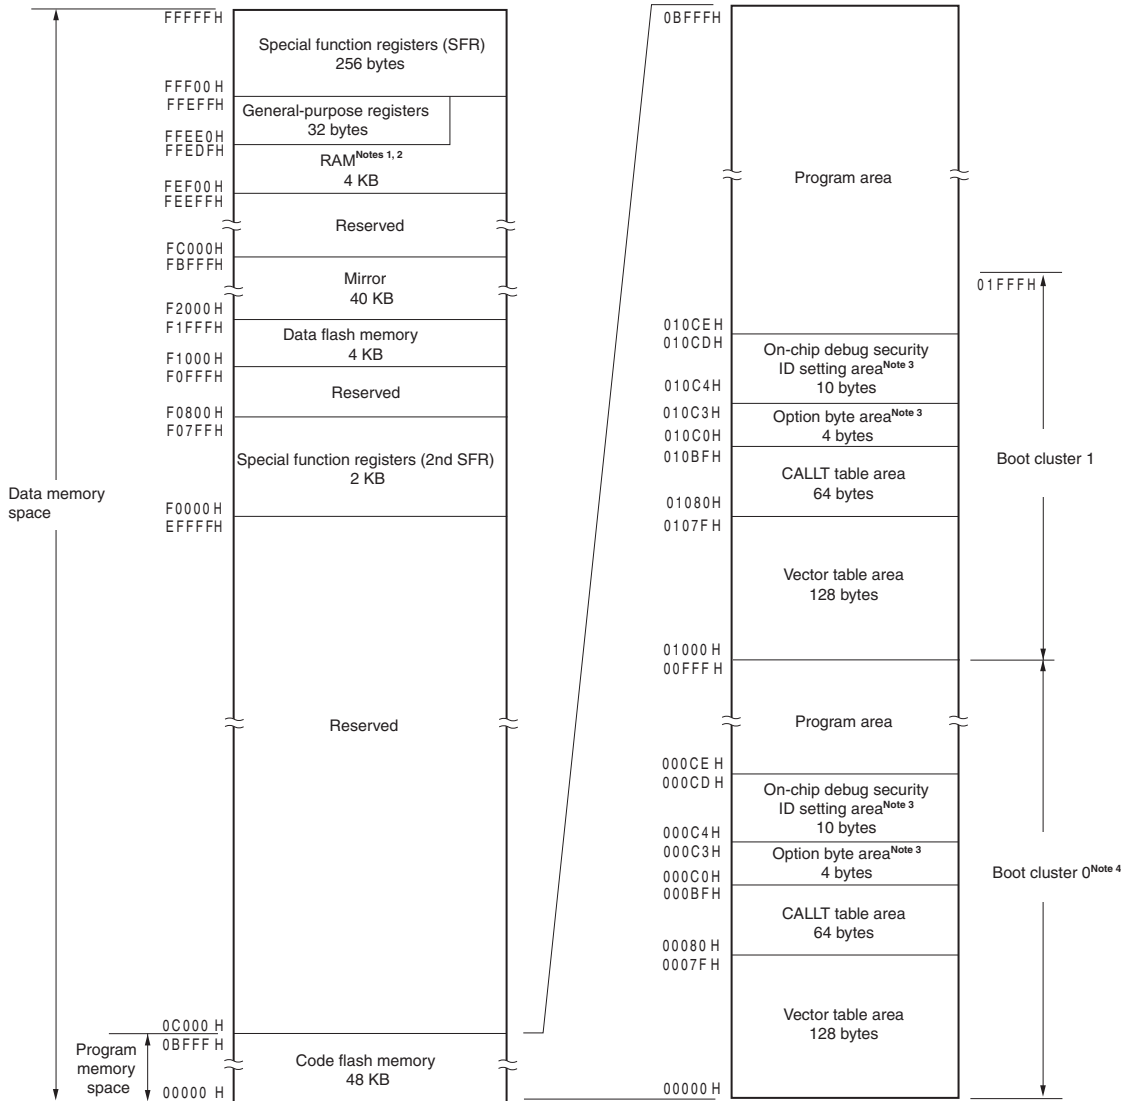 FFFFFH
Special function registers (SFR)
256 bytes
FFF00H
FFEFFH
General-purpose registers
32 bytes
FFEE0H
FFEDFH
RAMNotes 1, 2
4 KB
FEF00H
FEEFFH
Reserved
FC000H
FBFFFH
Mirror
40 KB
F2000H
F1FFFH
Data flash memory
4 KB
F1000H
F0FFFH
Reserved
F0800H
F07FFH
Special function registers (2nd SFR)
2 KB
F0000H
EFFFFH
Data memory
space
Reserved
0C000H
0BFFFH
Program
memory
space
Code flash memory
48 KB
00000H
0BFFFH
Program area
01FFFH
010CEH
010CDH
On-chip debug security
ID setting areaNote 3
10 bytes
010C4H
010C3H
Option byte areaNote 3
4 bytes
010C0H
010BFH
CALLT table area
64 bytes
01080H
0107FH
Boot cluster 1
Vector table area
128 bytes
01000H
00FFFH
Program area
000CEH
000CDH
On-chip debug security
ID setting areaNote 3
10 bytes
000C4H
000C3H
Option byte areaNote 3
4 bytes
000C0H
000BFH
Boot cluster 0Note 4
CALLT table area
64 bytes
00080H
0007FH
Vector table area
128 bytes
00000H